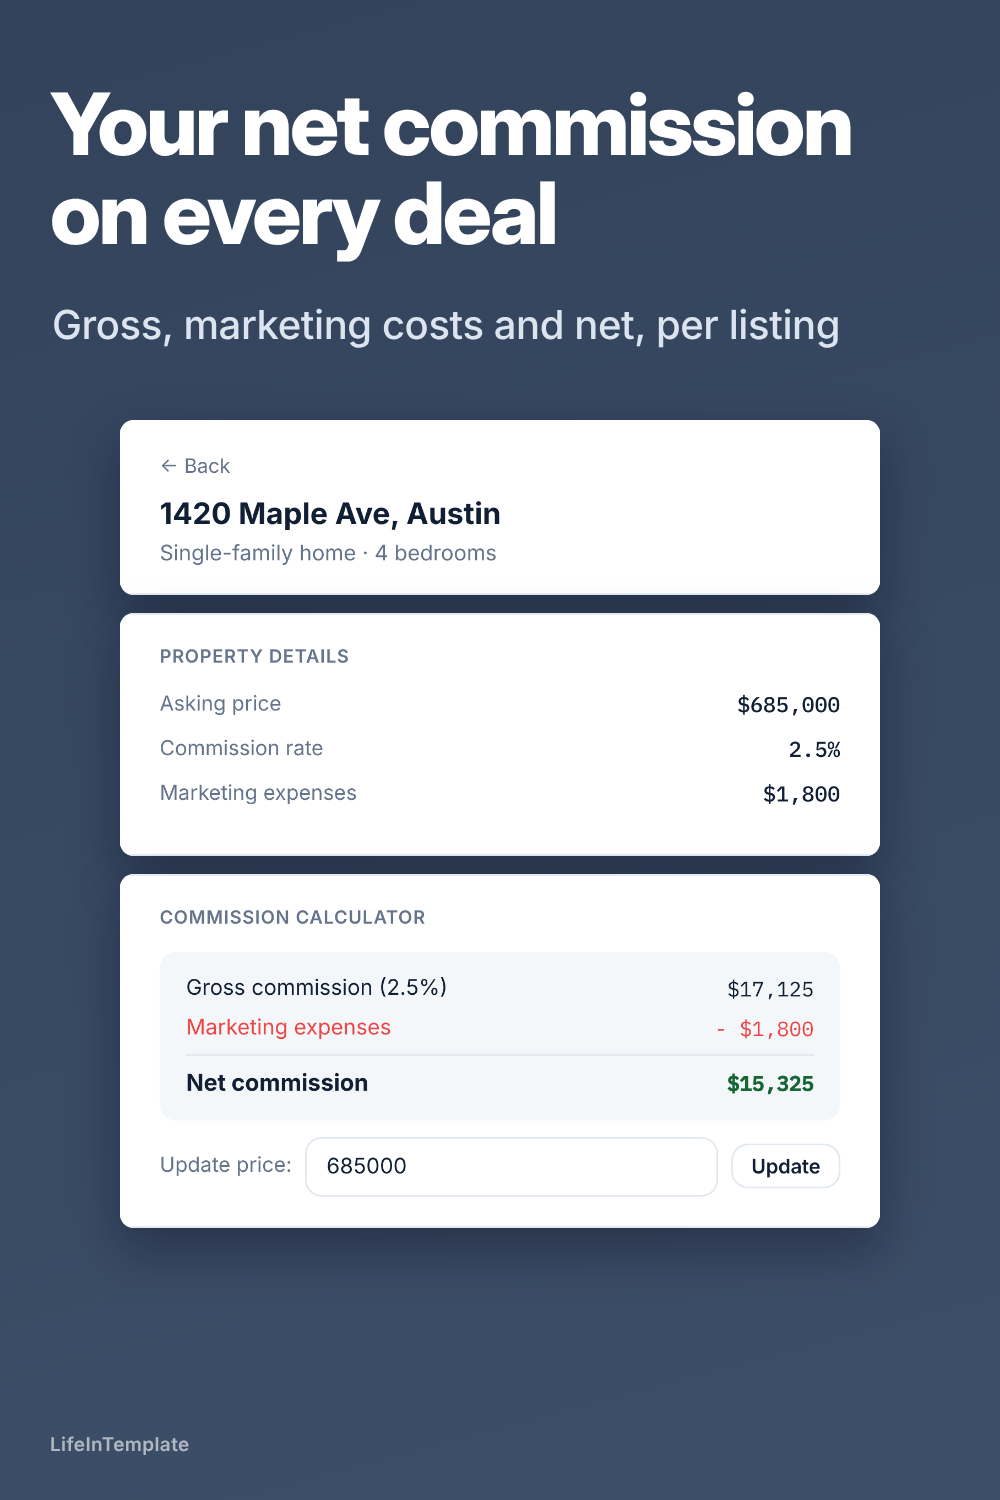 Your net commission
on every deal
Gross, marketing costs and net, per listing
← Back
1420 Maple Ave, Austin
Single-family home · 4 bedrooms
PROPERTY DETAILS
Asking price $685,000
Commission rate 2.5%
Marketing expenses $1,800
COMMISSION CALCULATOR
Gross commission (2.5%) $17,125
Marketing expenses - $1,800
Net commission $15,325
Update price: 685000 Update
LifeInTemplate